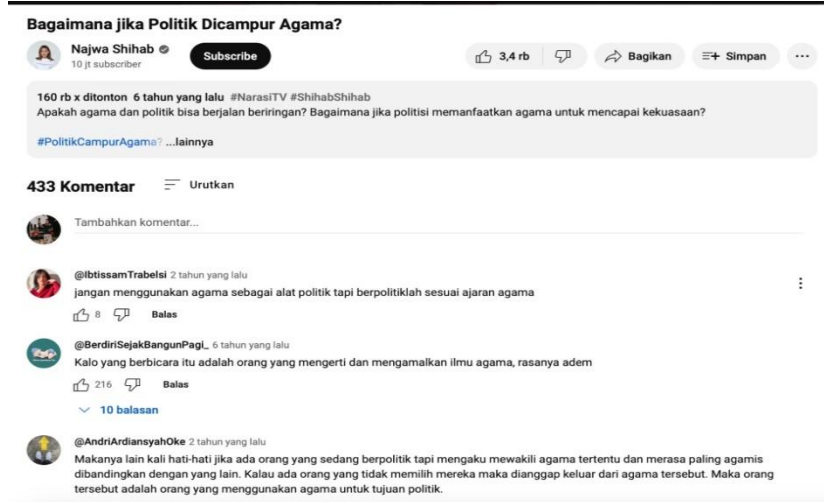 Bagaimana jika Politik Dicampur Agama?
Najwa Shihab
10 jt subscriber
Subscribe
3,4 rb
Bagikan
Simpan
160 rb x ditonton 6 tahun yang lalu #NarasiTV #ShihabShihab
Apakah agama dan politik bisa berjalan beriringan? Bagaimana jika politisi memanfaatkan agama untuk mencapai kekuasaan?
#PolitikCampurAgama? ...lainnya
433 Komentar
Urutkan
Tambahkan komentar...
@IbtissamTrabelsi 2 tahun yang lalu
jangan menggunakan agama sebagai alat politik tapi berpolitiklah sesuai ajaran agama
8 Balas
@BerdiriSejakBangunPagi_ 6 tahun yang lalu
Kalo yang berbicara itu adalah orang yang mengerti dan mengamalkan ilmu agama, rasanya adem
216 Balas
10 balasan
@AndriArdiansyahOke 2 tahun yang lalu
Makanya lain kali hati-hati jika ada orang yang sedang berpolitik tapi mengaku mewakili agama tertentu dan merasa paling agamis
dibandingkan dengan yang lain. Kalau ada orang yang tidak memilih mereka maka dianggap keluar dari agama tersebut. Maka orang
tersebut adalah orang yang menggunakan agama untuk tujuan politik.